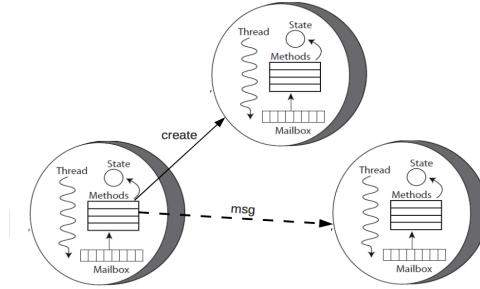 State
Thread
Methods
Mailbox
create
State
Thread
Methods
Mailbox
msg
State
Thread
Methods
Mailbox